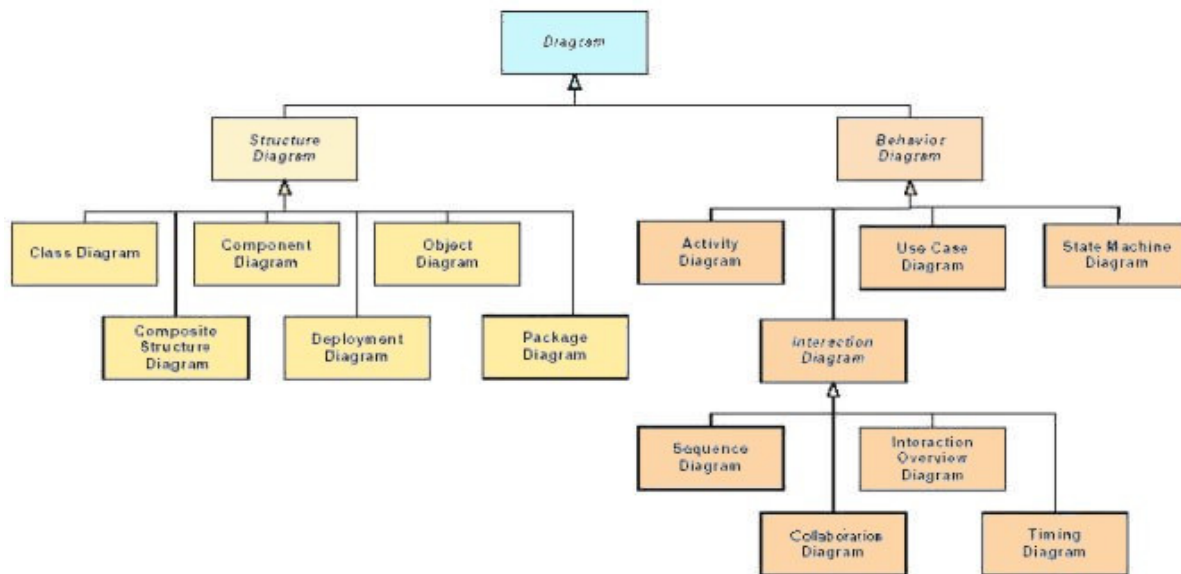 Diagram
Structure
Diagram
Behavior
Diagram
Class Diagram
Component
Diagram
Object
Diagram
Activity
Diagram
Use Case
Diagram
State Machine
Diagram
Composite
Structure
Diagram
Deployment
Diagram
Package
Diagram
Interaction
Diagram
Sequence
Diagram
Interaction
Overview
Diagram
Collaboration
Diagram
Timing
Diagram